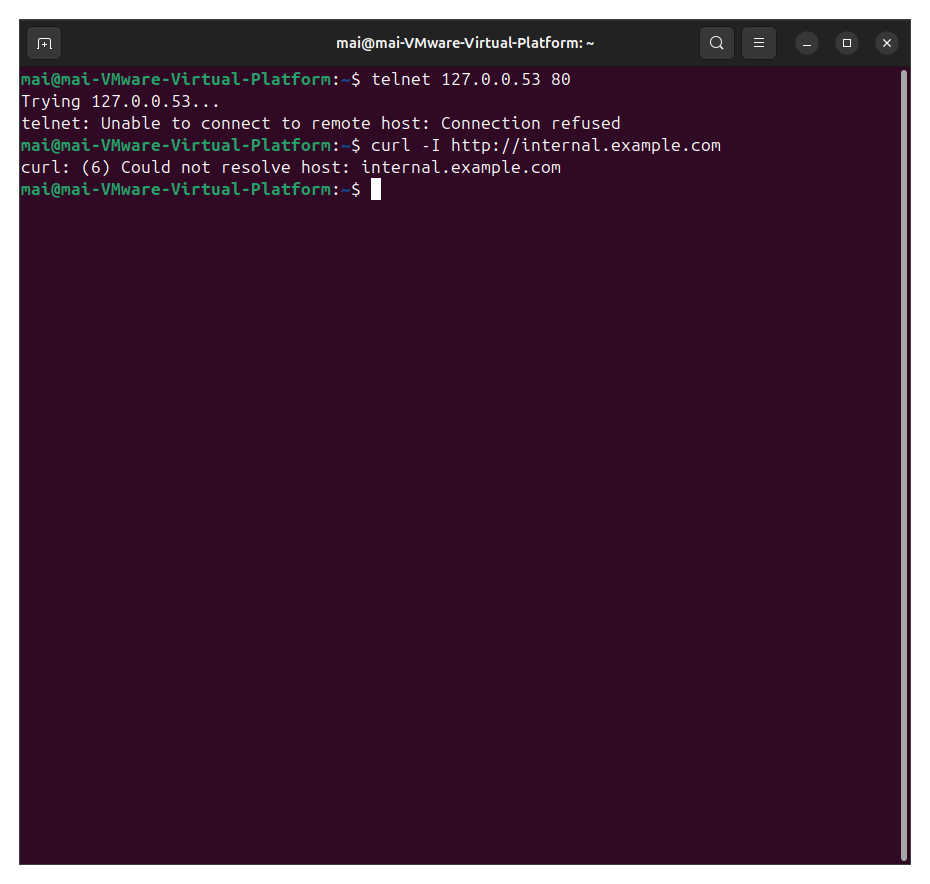 mai@mai-VMware-Virtual-Platform: ~
mai@mai-VMware-Virtual-Platform:~$ telnet 127.0.0.53 80
Trying 127.0.0.53...
telnet: Unable to connect to remote host: Connection refused
mai@mai-VMware-Virtual-Platform:~$ curl -I http://internal.example.com
curl: (6) Could not resolve host: internal.example.com
mai@mai-VMware-Virtual-Platform:~$